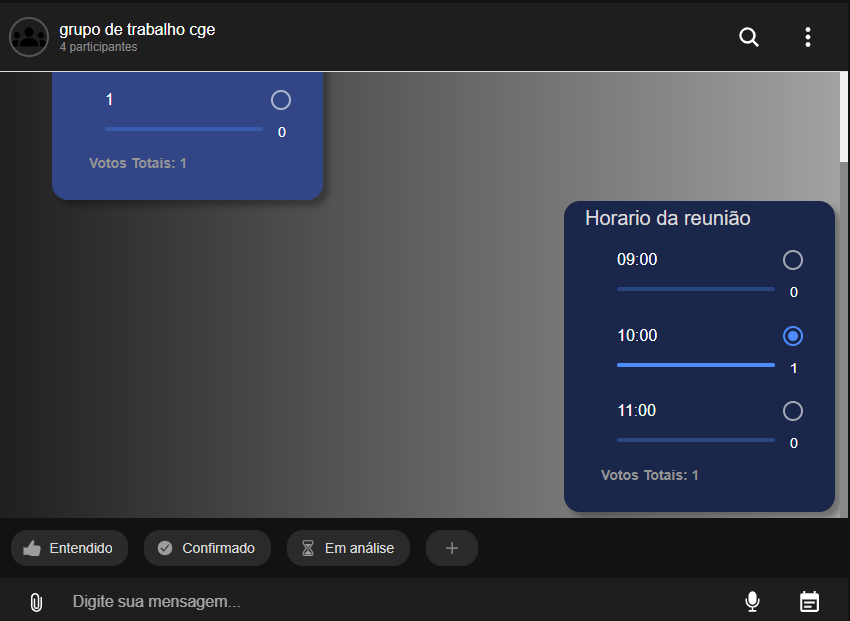 grupo de trabalho cge
4 participantes
1
0
Votos Totais: 1
Horario da reunião
09:00
0
10:00
1
11:00
0
Votos Totais: 1
Entendido
Confirmado
Em análise
Digite sua mensagem...